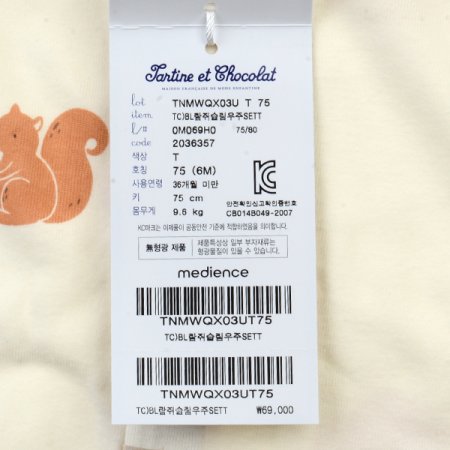 Tartine et Chocolat
MAISON FRANÇAISE DE MODE ENFANTINE
lot TNMWQX03U T 75
item TC)BL람쥐슬림우주SETT
L/# 0M069H0 75/80
code 2036357
색상 T
호칭 75 (6M)
사용연령 36개월 미만
키 75 cm
몸무게 9.6 kg
안전확인신고확인증번호
CB014B049-2007
KC마크는 이제품이 공통안전 기준에 적합하였음을 의미함
무형광 제품
제품특성상 일부 부자재류는
형광물질이 있을 수 있습니다.
medience
TNMWQX03UT75
TC)BL람쥐슬림우주SETT
TNMWQX03UT75
TC)BL람쥐슬림우주SETT ₩69,000